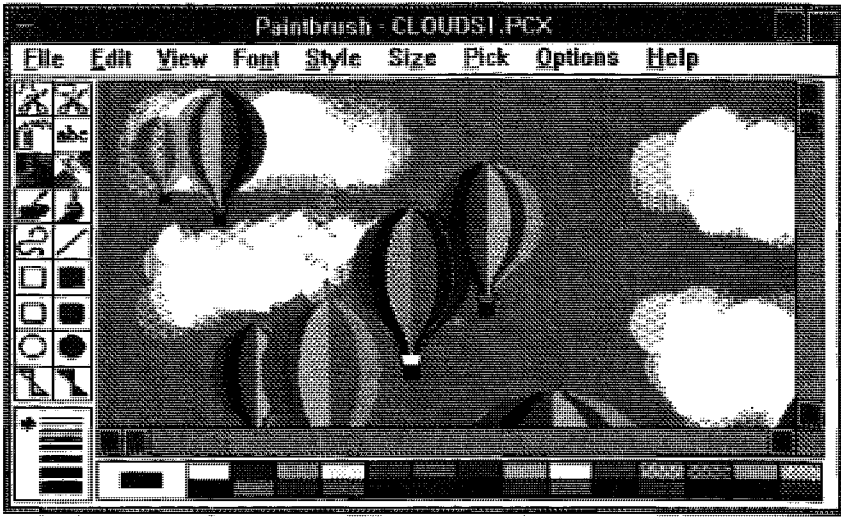 Paintbrush - CLOUDS1.PCX
File Edit View Font Style Size Pick Options Help
abc